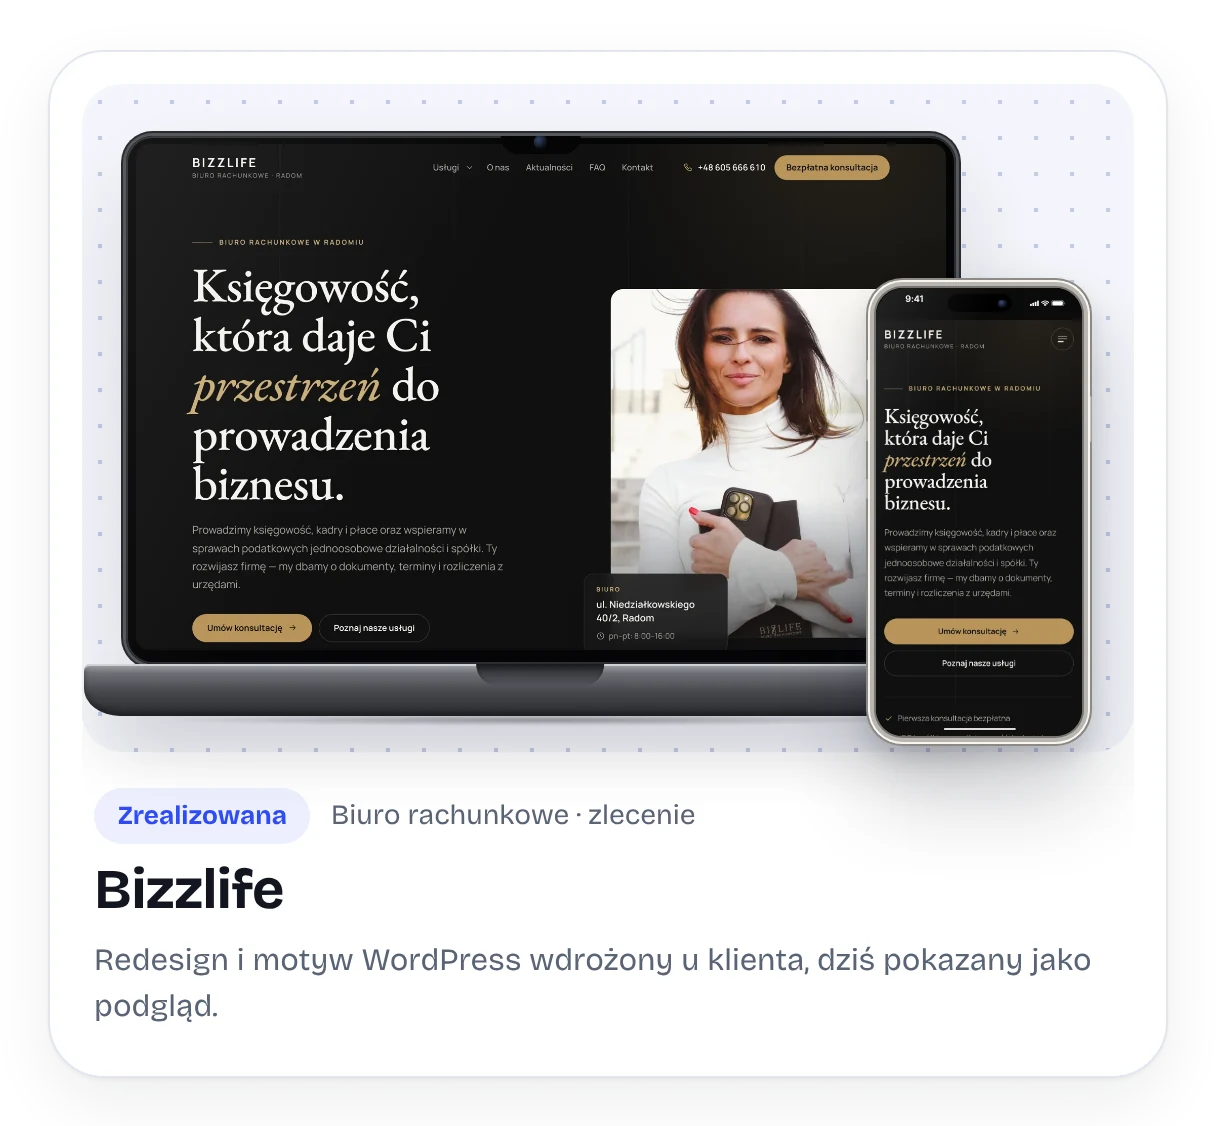 BIZZLIFE
BIURO RACHUNKOWE · RADOM
Usługi
O nas
Aktualności
FAQ
Kontakt
+48 605 666 610
Bezpłatna konsultacja
BIURO RACHUNKOWE W RADOMIU
Księgowość,
która daje Ci
przestrzeń do
prowadzenia
biznesu.
Prowadzimy księgowość, kadry i płace oraz wspieramy w
sprawach podatkowych jednoosobowe działalności i spółki. Ty
rozwijasz firmę — my dbamy o dokumenty, terminy i rozliczenia z
urzędami.
Umów konsultację →
Poznaj nasze usługi
BIURO
ul. Niedziałkowskiego
40/2, Radom
pn–pt: 8:00–16:00
BIZZLIFE
9:41
BIZZLIFE
BIURO RACHUNKOWE · RADOM
BIURO RACHUNKOWE W RADOMIU
Księgowość,
która daje Ci
przestrzeń do
prowadzenia
biznesu.
Prowadzimy księgowość, kadry i płace oraz
wspieramy w sprawach podatkowych
jednoosobowe działalności i spółki. Ty
rozwijasz firmę — my dbamy o dokumenty,
terminy i rozliczenia z urzędami.
Umów konsultację →
Poznaj nasze usługi
Pierwsza konsultacja bezpłatna
Zrealizowana
Biuro rachunkowe · zlecenie
Bizzlife
Redesign i motyw WordPress wdrożony u klienta, dziś pokazany jako
podgląd.